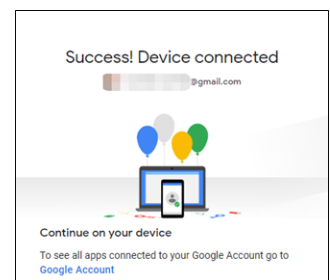 Success! Device connected
@gmail.com
Continue on your device
To see all apps connected to your Google Account go to
Google Account